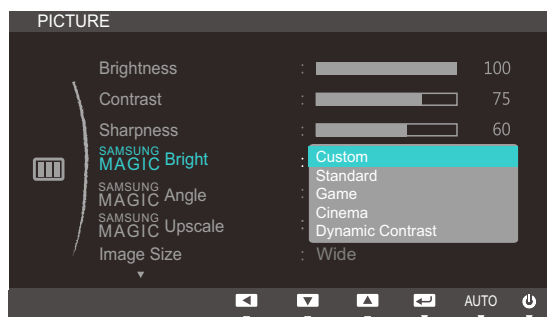 PICTURE
Brightness : 100
Contrast : 75
Sharpness : 60
SAMSUNG MAGIC Bright : Custom
Standard
SAMSUNG MAGIC Angle : Game
Cinema
SAMSUNG MAGIC Upscale : Dynamic Contrast
Image Size : Wide
AUTO